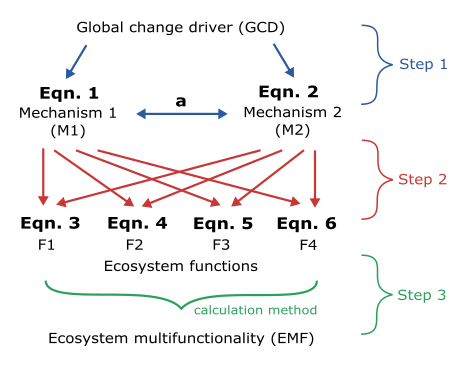 Global change driver (GCD)
Step 1
Eqn. 1
a
Eqn. 2
Mechanism 1
(M1)
Mechanism 2
(M2)
Step 2
Eqn. 3 Eqn. 4 Eqn. 5 Eqn. 6
F1 F2 F3 F4
Ecosystem functions
Step 3
calculation method
Ecosystem multifunctionality (EMF)